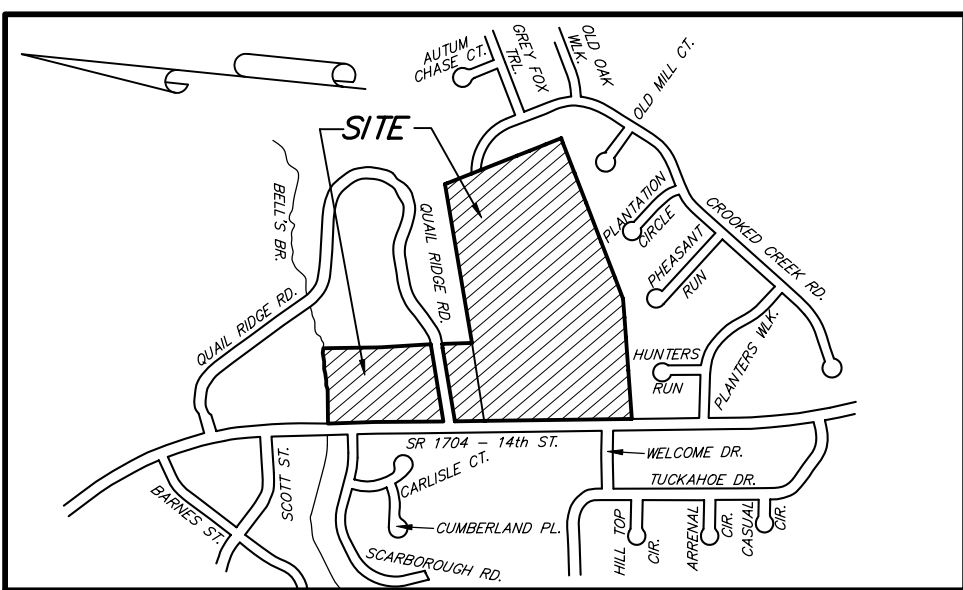 AUTUM
CHASE CT.
GREY FOX
TRL.
OLD OAK
WLK.
OLD MILL CT.
SITE
BELL'S BR.
QUAIL RIDGE RD.
QUAIL RIDGE RD.
PLANTATION
CIRCLE
PHEASANT
RUN
CROOKED CREEK RD.
HUNTERS
RUN
PLANTERS WLK.
SR 1704 - 14th ST.
WELCOME DR.
TUCKAHOE DR.
BARNES ST.
SCOTT ST.
CARLISLE CT.
CUMBERLAND PL.
SCARBOROUGH RD.
HILL TOP
CIR.
ARRENAL
CIR.
CASUAL
CIR.